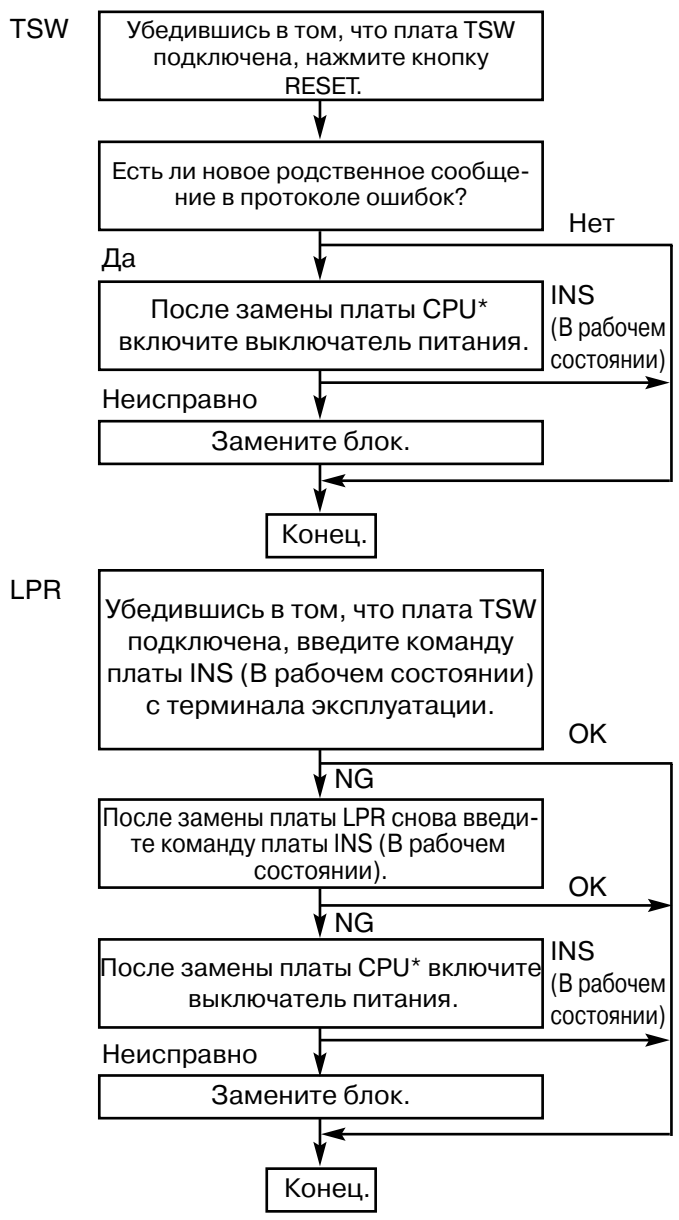 TSW
Убедившись в том, что плата TSW
подключена, нажмите кнопку
RESET.
Есть ли новое родственное сообще-
ние в протоколе ошибок?
Нет
Да
После замены платы CPU*
включите выключатель питания.
INS
(В рабочем
состоянии)
Неисправно
Замените блок.
Конец.
LPR
Убедившись в том, что плата TSW
подключена, введите команду
платы INS (В рабочем состоянии)
с терминала эксплуатации.
OK
NG
После замены платы LPR снова введи-
те команду платы INS (В рабочем
состоянии).
OK
NG
После замены платы CPU* включите
выключатель питания.
INS
(В рабочем
состоянии)
Неисправно
Замените блок.
Конец.